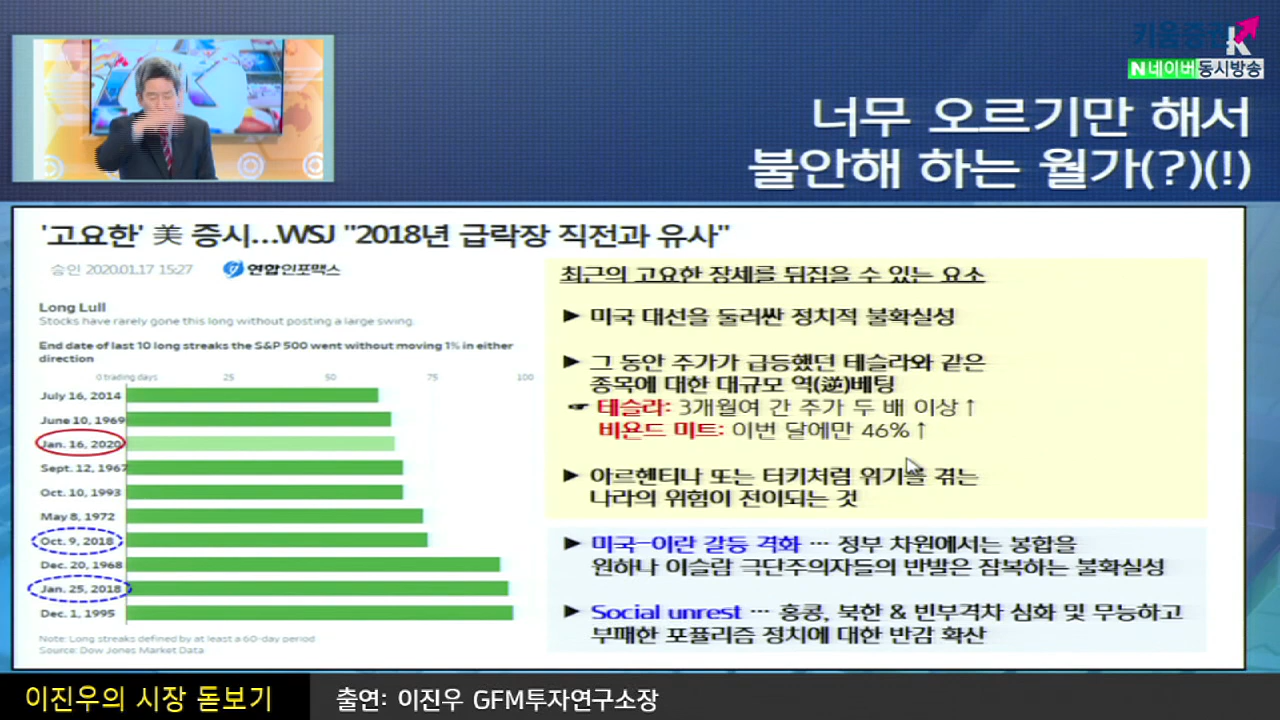 키움증권
N 네이버 동시방송
너무 오르기만 해서
불안해 하는 월가(?)(!)
'고요한' 美 증시...WSJ "2018년 급락장 직전과 유사"
승인 2020.01.17 15:27
연합인포맥스
Long Lull
Stocks have rarely gone this long without posting a large swing.
End date of last 10 long streaks the S&P 500 went without moving 1% in either
direction
0 trading days 25 50 75 100
July 16, 2014
June 10, 1969
Jan. 16, 2020
Sept. 12, 1967
Oct. 10, 1993
May 8, 1972
Oct. 9, 2018
Dec. 20, 1968
Jan. 25, 2018
Dec. 1, 1995
Note: Long streaks defined by at least a 60-day period
Source: Dow Jones Market Data
최근의 고요한 장세를 뒤집을 수 있는 요소
► 미국 대선을 둘러싼 정치적 불확실성
► 그 동안 주가가 급등했던 테슬라와 같은
종목에 대한 대규모 역(逆)베팅
☞ 테슬라: 3개월여 간 주가 두 배 이상↑
비욘드 미트: 이번 달에만 46%↑
► 아르헨티나 또는 터키처럼 위기를 겪는
나라의 위험이 전이되는 것
► 미국-이란 갈등 격화 … 정부 차원에서는 봉합을
원하나 이슬람 극단주의자들의 반발은 잠복하는 불확실성
► Social unrest … 홍콩, 북한 & 빈부격차 심화 및 무능하고
부패한 포퓰리즘 정치에 대한 반감 확산
이진우의 시장 돋보기
출연: 이진우 GFM투자연구소장